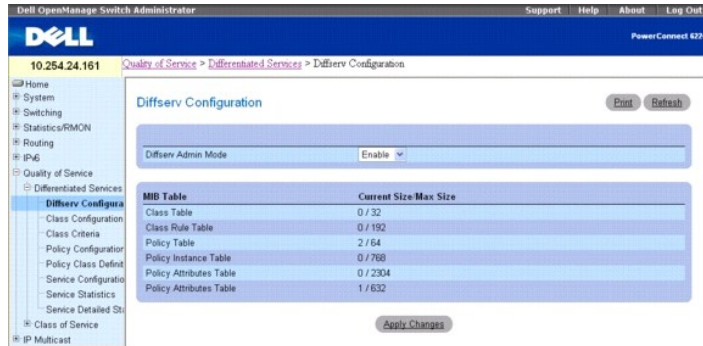 Dell OpenManage Switch Administrator
Support Help About Log Out
DELL
PowerConnect 622
10.254.24.161
Quality of Service > Differentiated Services > Diffserv Configuration
Home
System
Switching
Statistics/RMON
Routing
IPv6
Quality of Service
Differentiated Services
Diffserv Configura
Class Configuration
Class Criteria
Policy Configuration
Policy Class Definit
Service Configuratio
Service Statistics
Service Detailed Sta
Class of Service
IP Multicast
Diffserv Configuration
Print Refresh
Diffserv Admin Mode Enable
MIB Table Current Size/Max Size
Class Table 0 / 32
Class Rule Table 0 / 192
Policy Table 2 / 64
Policy Instance Table 0 / 768
Policy Attributes Table 0 / 2304
Policy Attributes Table 1 / 632
Apply Changes